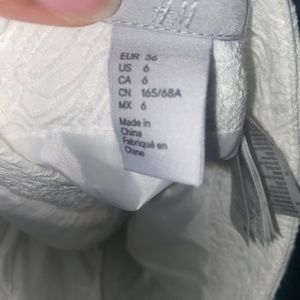 H&M
EUR 36
US 6
CA 6
CN 165/68A
MX 6
Made in
China
Fabriqué en
Chine